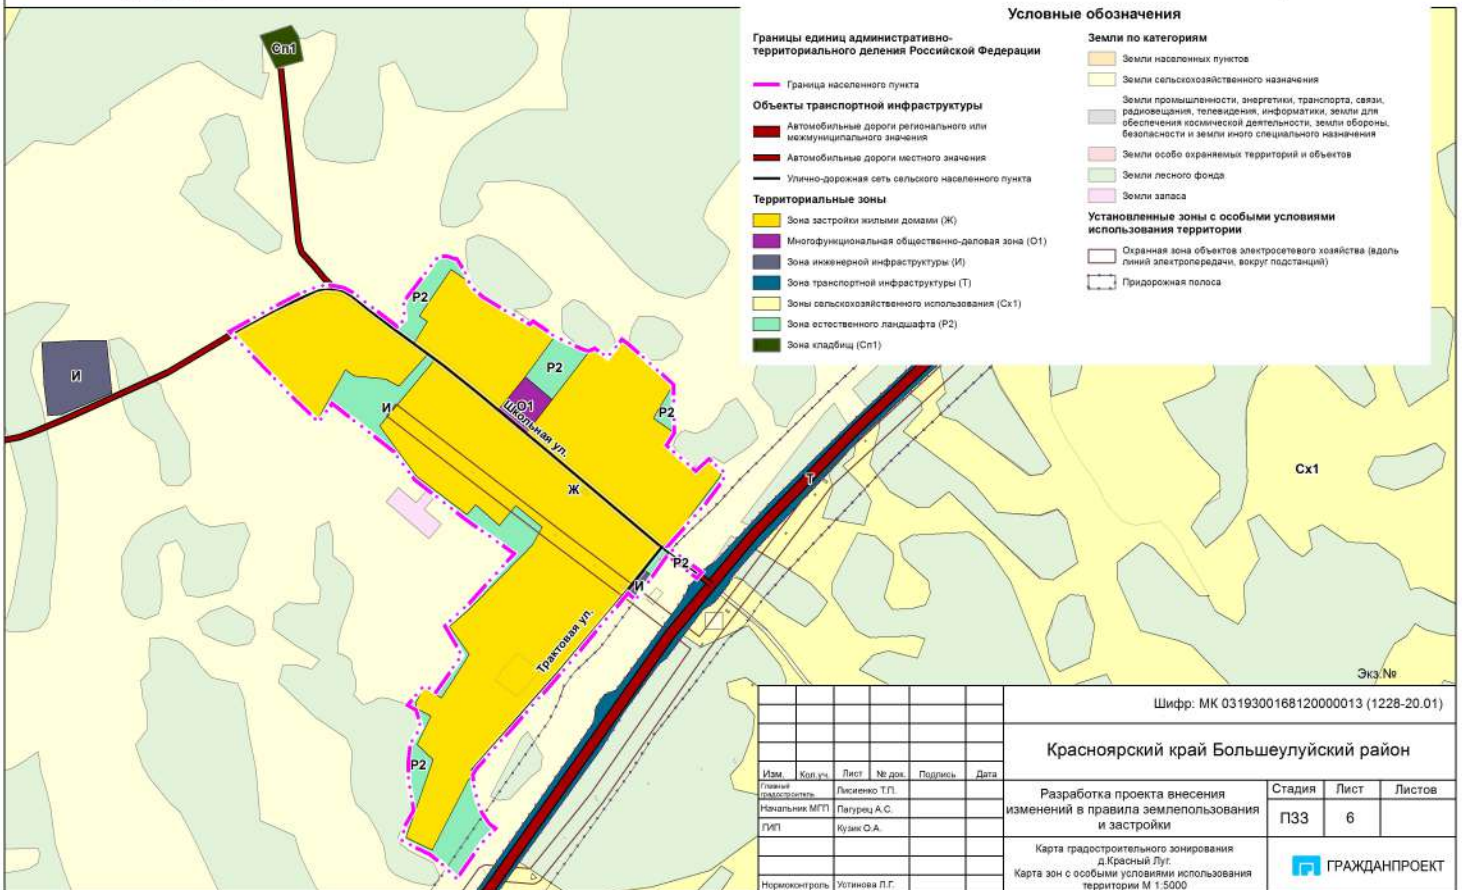 Условные обозначения
Границы единиц административно-
территориального деления Российской Федерации
Граница населенного пункта
Объекты транспортной инфраструктуры
Автомобильные дороги регионального или
межмуниципального значения
Автомобильные дороги местного значения
Улично-дорожная сеть сельского населенного пункта
Территориальные зоны
Зона застройки жилыми домами (Ж)
Многофункциональная общественно-деловая зона (О1)
Зона инженерной инфраструктуры (И)
Зона транспортной инфраструктуры (Т)
Зоны сельскохозяйственного использования (Сх1)
Зона естественного ландшафта (Р2)
Зона кладбищ (Сп1)
Земли по категориям
Земли населенных пунктов
Земли сельскохозяйственного назначения
Земли промышленности, энергетики, транспорта, связи,
радиовещания, телевидения, информатики, земли для
обеспечения космической деятельности, земли обороны,
безопасности и земли иного специального назначения
Земли особо охраняемых территорий и объектов
Земли лесного фонда
Земли запаса
Установленные зоны с особыми условиями
использования территории
Охранная зона объектов электросетевого хозяйства (вдоль
линий электропередачи, вокруг подстанций)
Придорожная полоса
Сп1
Р2
И
Р2
О1
И
Школьная ул.
Р2
Сх1
Т
Ж
Р2
И
Трактовая ул.
Р2
Экз.№
Шифр: МК 0319300168120000013 (1228-20.01)
Красноярский край Большеулуйский район
Изм. Кол.уч. Лист № док. Подпись Дата
Главный
градостроитель Лисиенко Т.П.
Начальник МГП Пагурец А.С.
ГИП Кузик О.А.
Нормоконтроль Устинова Л.Г.
Разработка проекта внесения
изменений в правила землепользования
и застройки
Стадия Лист Листов
ПЗЗ 6
Карта градостроительного зонирования
д.Красный Луг.
Карта зон с особыми условиями использования
территории М 1:5000
ГРАЖДАНПРОЕКТ